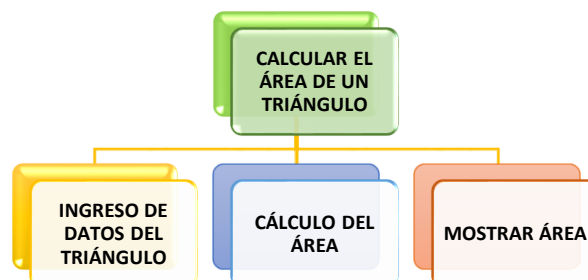 CALCULAR EL
ÁREA DE UN
TRIÁNGULO
INGRESO DE
DATOS DEL
TRIÁNGULO
CÁLCULO DEL
ÁREA
MOSTRAR ÁREA